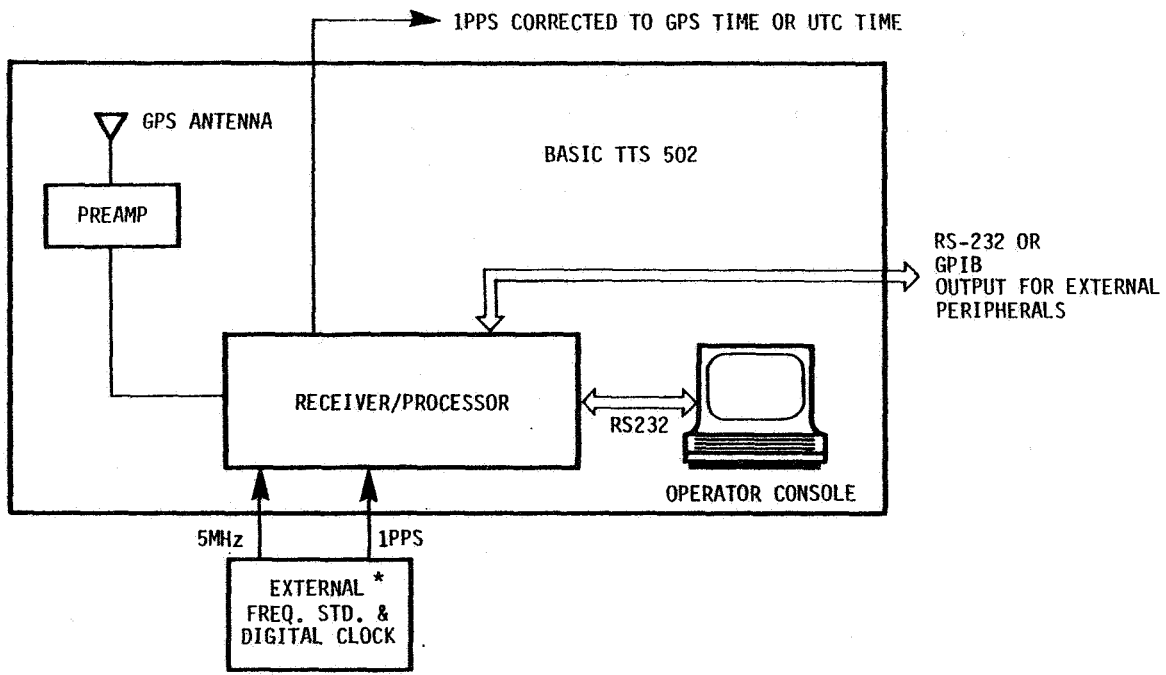 1PPS CORRECTED TO GPS TIME OR UTC TIME
GPS ANTENNA
BASIC TTS 502
PREAMP
RS-232 OR
GPIB
OUTPUT FOR EXTERNAL
PERIPHERALS
RECEIVER/PROCESSOR
RS232
OPERATOR CONSOLE
5MHz
1PPS
EXTERNAL *
FREQ. STD. &
DIGITAL CLOCK